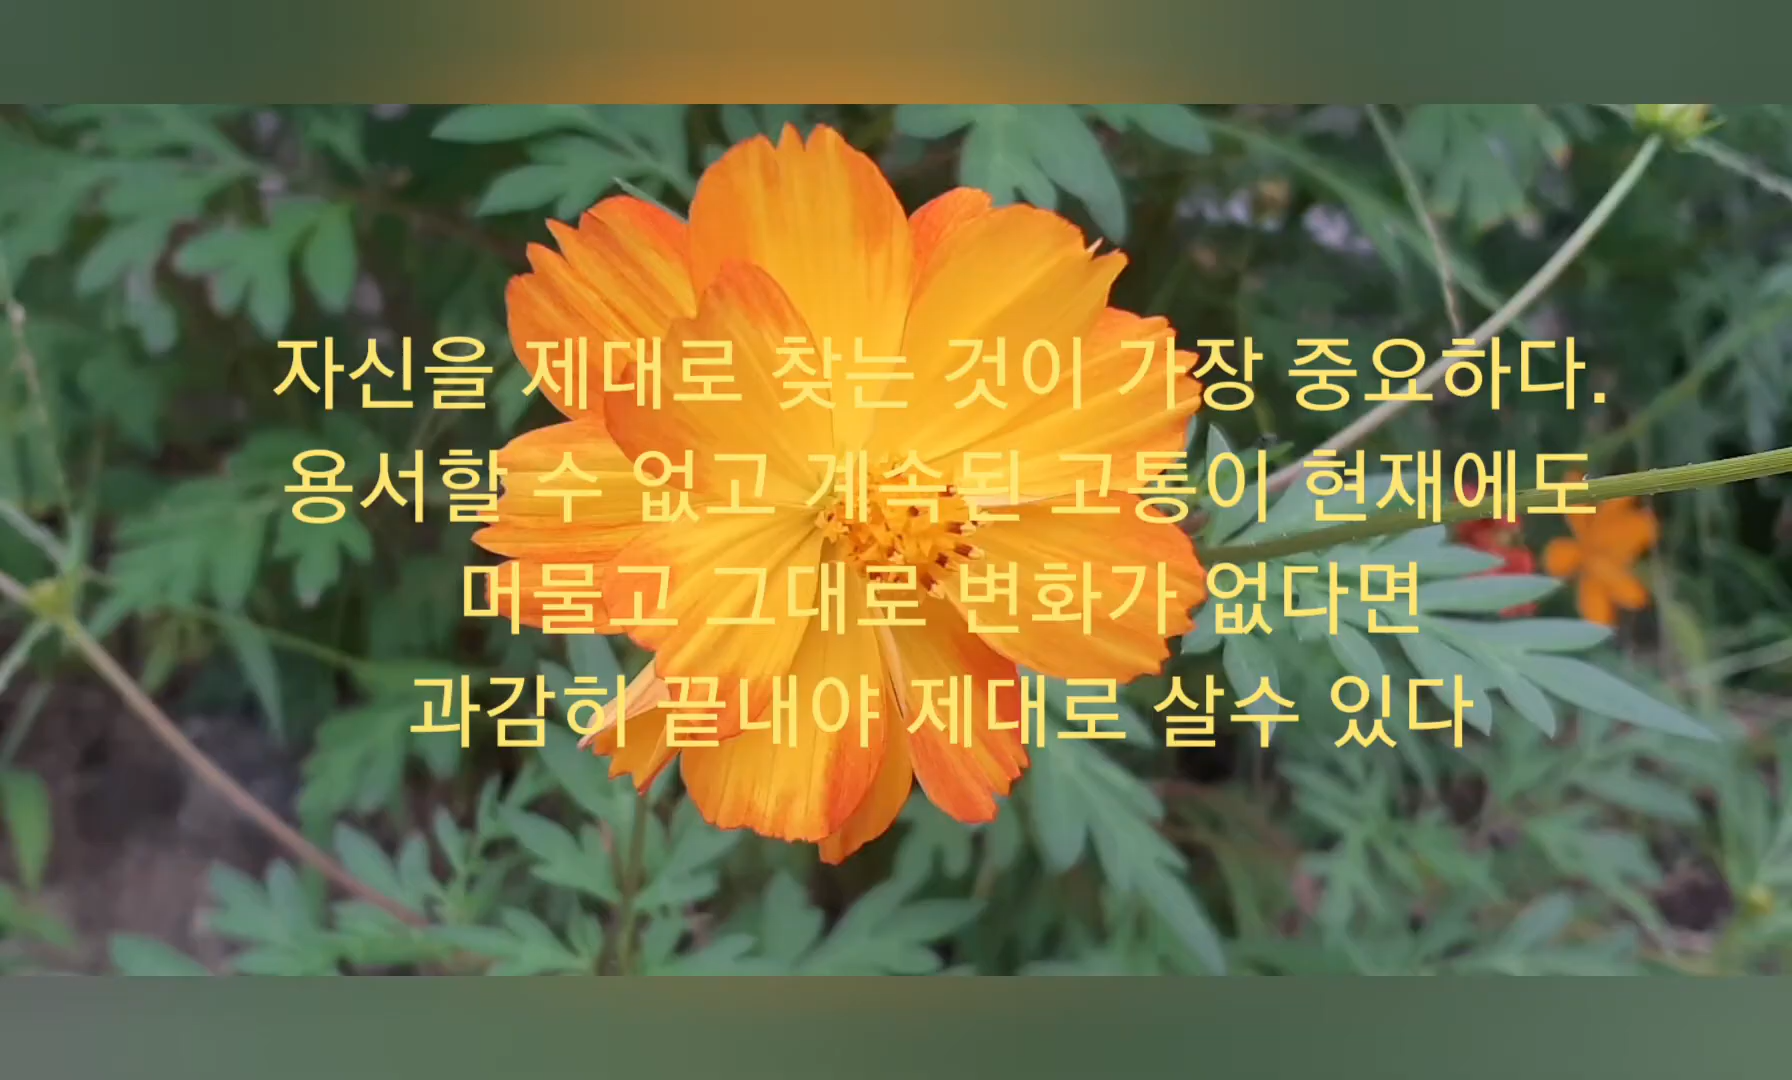 자신을 제대로 찾는 것이 가장 중요하다.
용서할 수 없고 계속된 고통이 현재에도
머물고 그대로 변화가 없다면
과감히 끝내야 제대로 살수 있다